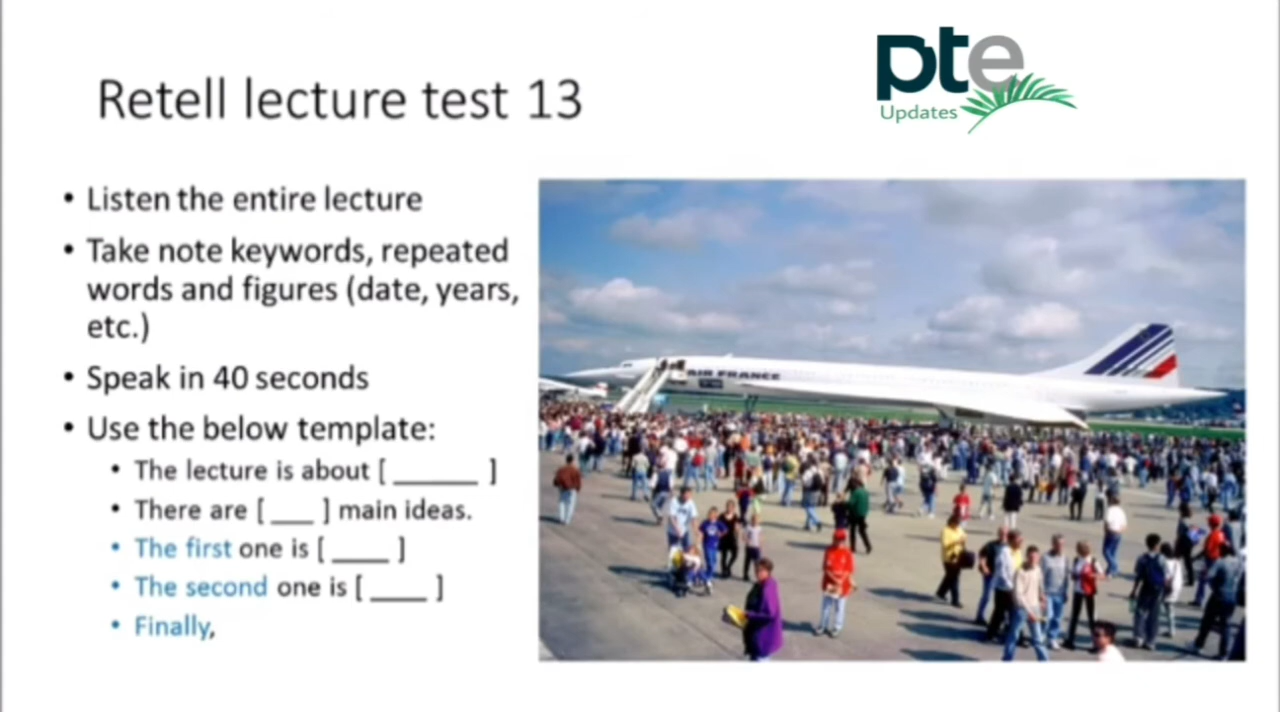 pte
Updates
Retell lecture test 13
• Listen the entire lecture
• Take note keywords, repeated
words and figures (date, years,
etc.)
• Speak in 40 seconds
• Use the below template:
• The lecture is about [ ______ ]
• There are [ ___ ] main ideas.
• The first one is [ ____ ]
• The second one is [ ____ ]
• Finally,
AIR FRANCE